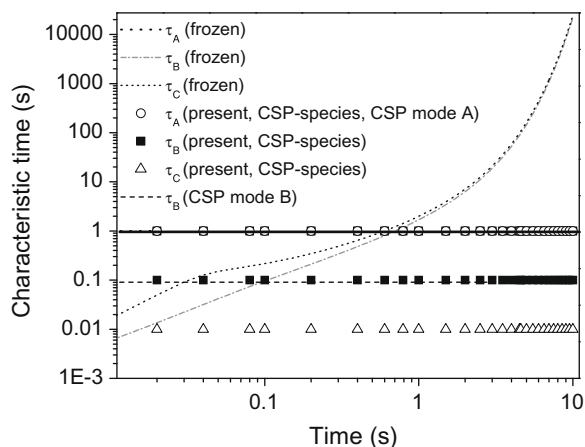 10000
1000
100
10
1
0.1
0.01
1E-3
Characteristic time (s)
τA (frozen)
τB (frozen)
τC (frozen)
τA (present, CSP-species, CSP mode A)
τB (present, CSP-species)
τC (present, CSP-species)
τB (CSP mode B)
0.1 1 10
Time (s)